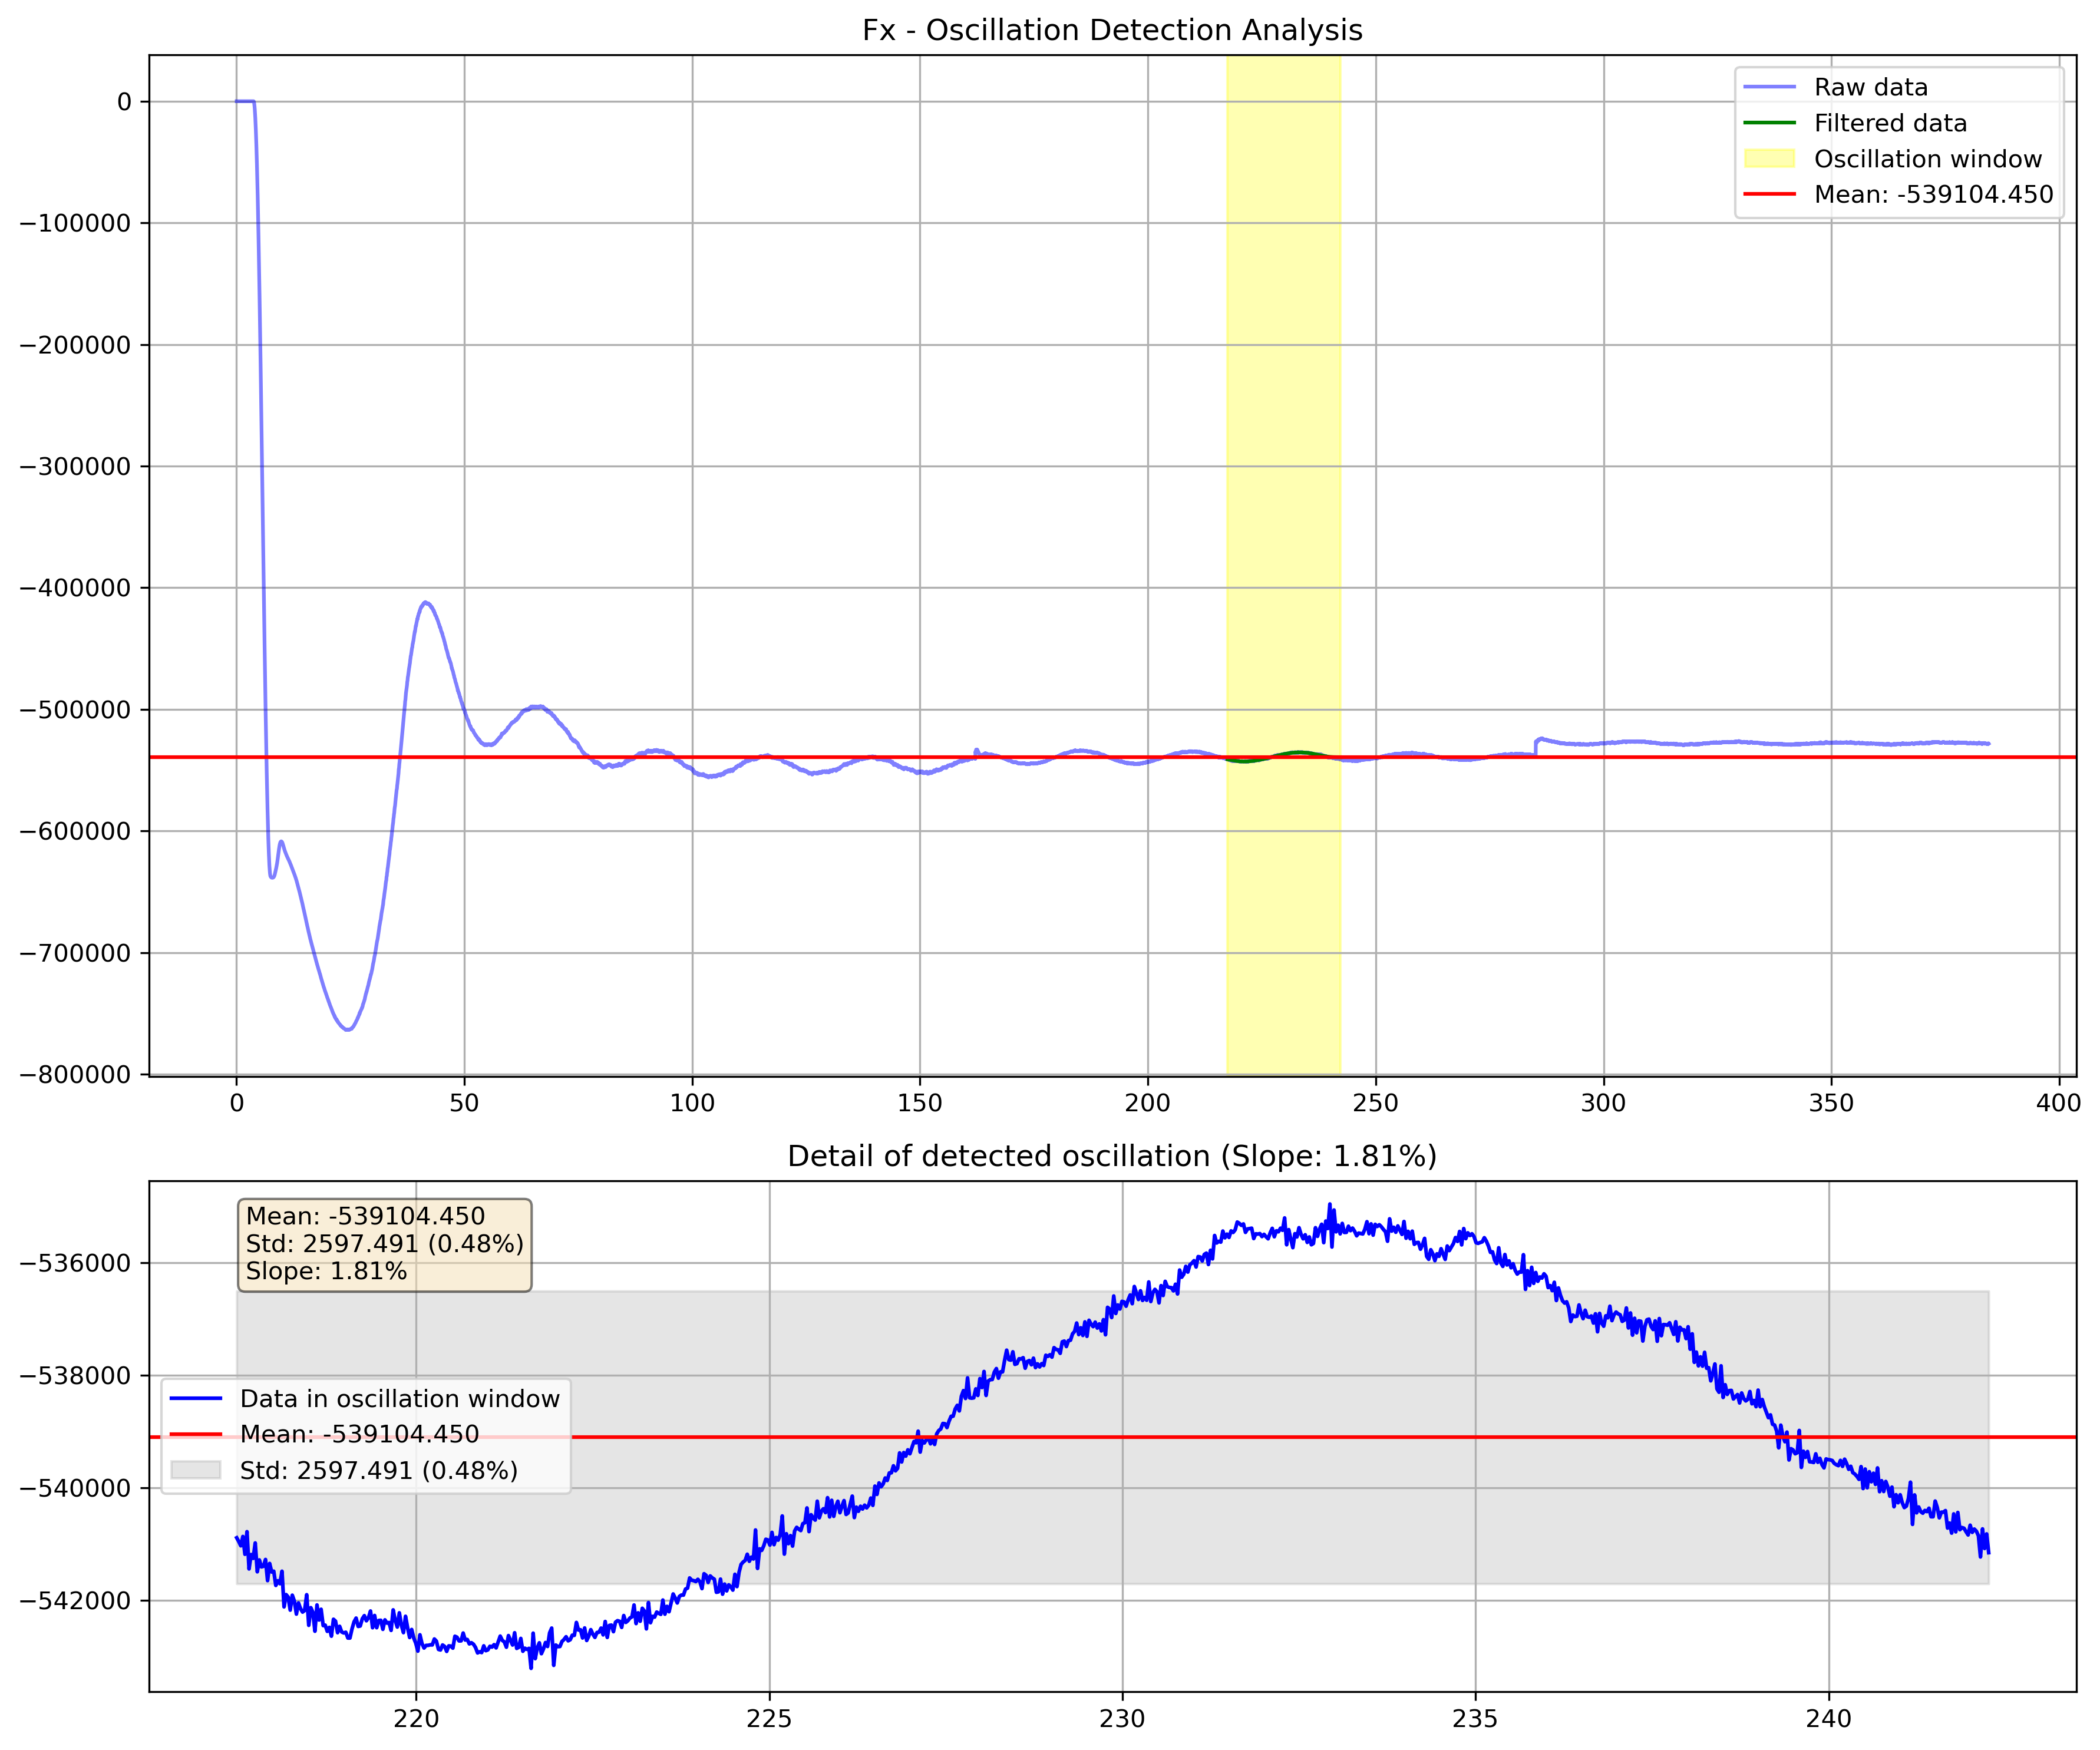 Fx - Oscillation Detection Analysis
0
−100000
−200000
−300000
−400000
−500000
−600000
−700000
−800000
Raw data
Filtered data
Oscillation window
Mean: -539104.450
0 50 100 150 200 250 300 350 400
Detail of detected oscillation (Slope: 1.81%)
Mean: -539104.450
Std: 2597.491 (0.48%)
Slope: 1.81%
−536000
−538000
−540000
−542000
Data in oscillation window
Mean: -539104.450
Std: 2597.491 (0.48%)
220 225 230 235 240